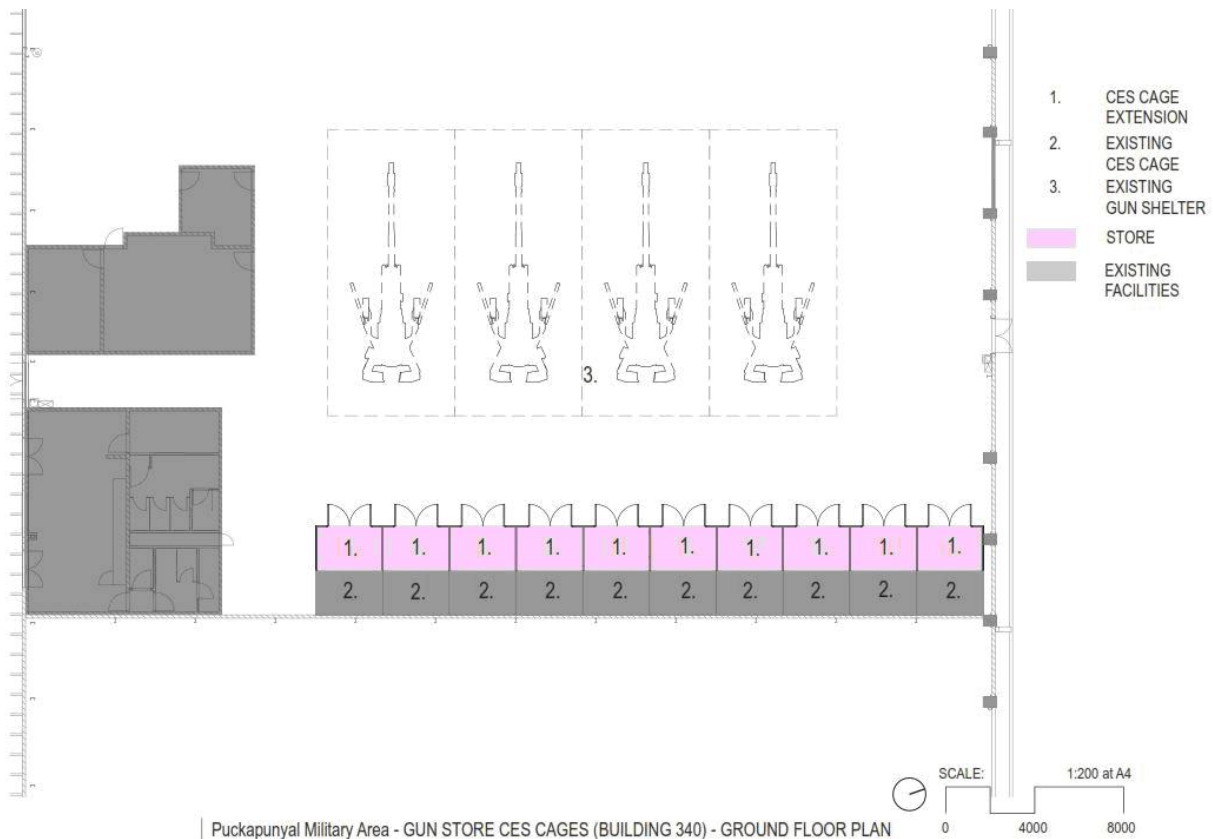 1. CES CAGE
EXTENSION
2. EXISTING
CES CAGE
3. EXISTING
GUN SHELTER
STORE
EXISTING
FACILITIES
3.
1. 1. 1. 1. 1. 1. 1. 1. 1. 1.
2. 2. 2. 2. 2. 2. 2. 2. 2. 2.
SCALE: 1:200 at A4
0 4000 8000
Puckapunyal Military Area - GUN STORE CES CAGES (BUILDING 340) - GROUND FLOOR PLAN